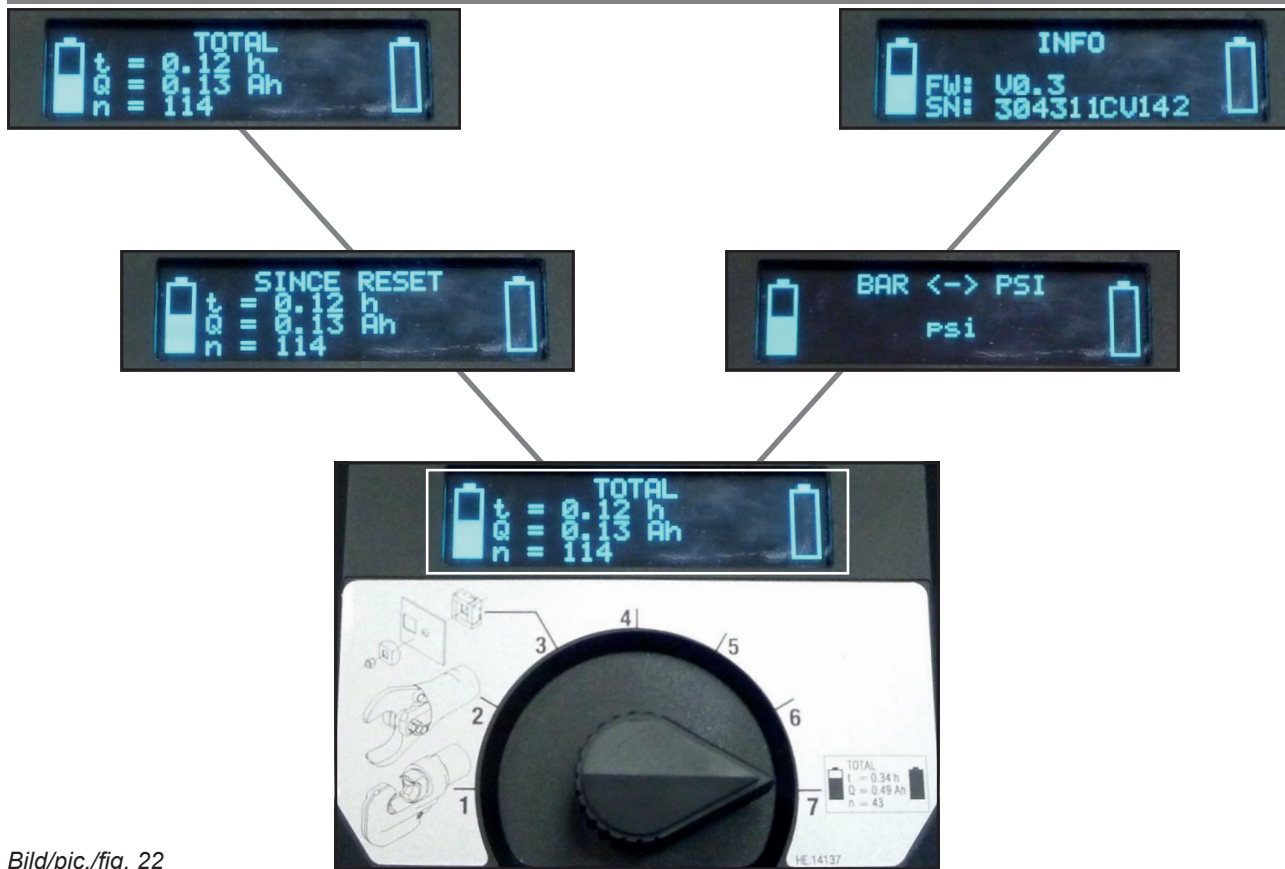 TOTAL
t = 0.12 h
Q = 0.13 Ah
n = 114
INFO
FW: V0.3
SN: 304311CV142
SINCE RESET
t = 0.12 h
Q = 0.13 Ah
n = 114
BAR <-> PSI
psi
TOTAL
t = 0.12 h
Q = 0.13 Ah
n = 114
1
2
3
4
5
6
7
TOTAL
t = 0.34 h
Q = 0.49 Ah
n = 43
HE.14137
Bild/pic./fig. 22